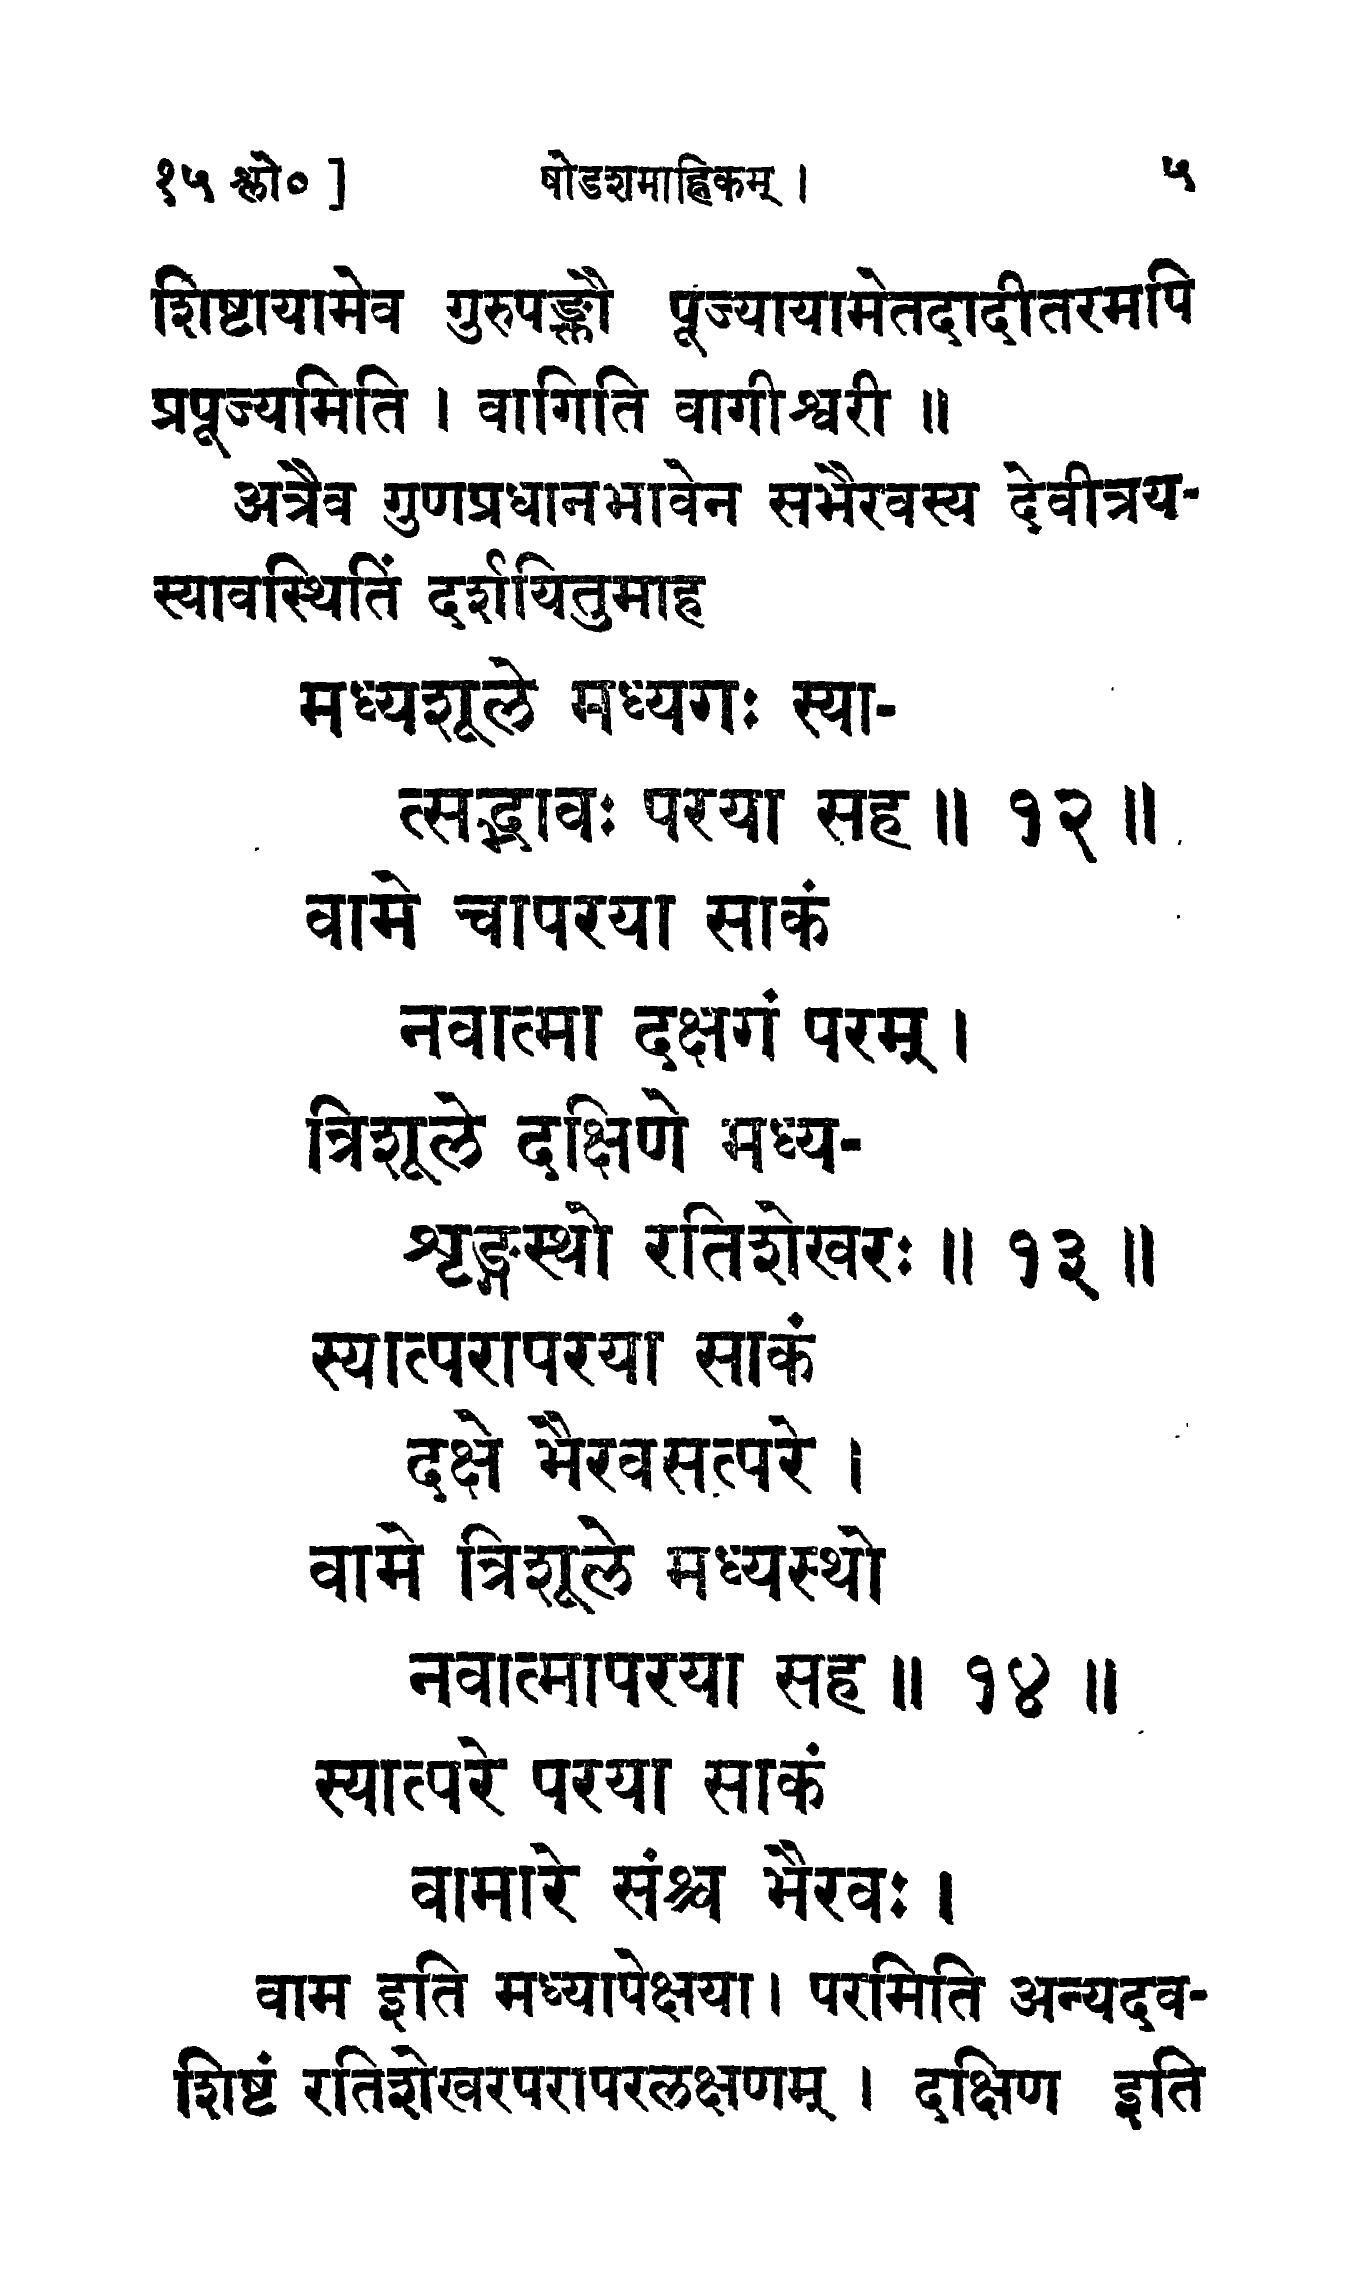 १५ श्लो० ] षोडशमाह्निकम् । ५
शिष्टायामेव गुरुपङ्क्तौ पूज्यायामेतदादीतरमपि
प्रपूज्यमिति । वागिति वागीश्वरी ॥
अत्रैव गुणप्रधानभावेन सभैरवस्य देवीत्रय-
स्यावस्थितिं दर्शयितुमाह
मध्यशूले मध्यगः स्या-
त्सद्भावः परया सह ॥ १२ ॥
वामे चापरया साकं
नवात्मा दक्षगं परम् ।
त्रिशूले दक्षिणे मध्य-
शृङ्गस्थो रतिशेखरः ॥ १३ ॥
स्यात्परापरया साकं
दक्षे भैरवसत्परे ।
वामे त्रिशूले मध्यस्थो
नवात्मापरया सह ॥ १४ ॥
स्यात्परे परया साकं
वामारे संश्च भैरवः ।
वाम इति मध्यापेक्षया । परमिति अन्यदव-
शिष्टं रतिशेखरपरापरलक्षणम् । दक्षिण इति